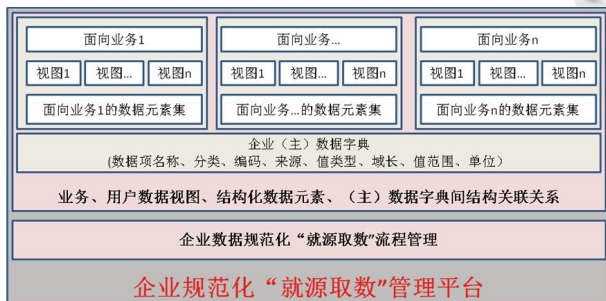 面向业务1 面向业务... 面向业务n
视图1 视图... 视图n 视图1 视图... 视图n 视图1 视图... 视图n
面向业务1的数据元素集 面向业务...的数据元素集 面向业务n的数据元素集
企业（主）数据字典
(数据项名称、分类、编码、来源、值类型、域长、值范围、单位）
业务、用户数据视图、结构化数据元素、（主）数据字典间结构关联关系
企业数据规范化“就源取数”流程管理
企业规范化“就源取数”管理平台